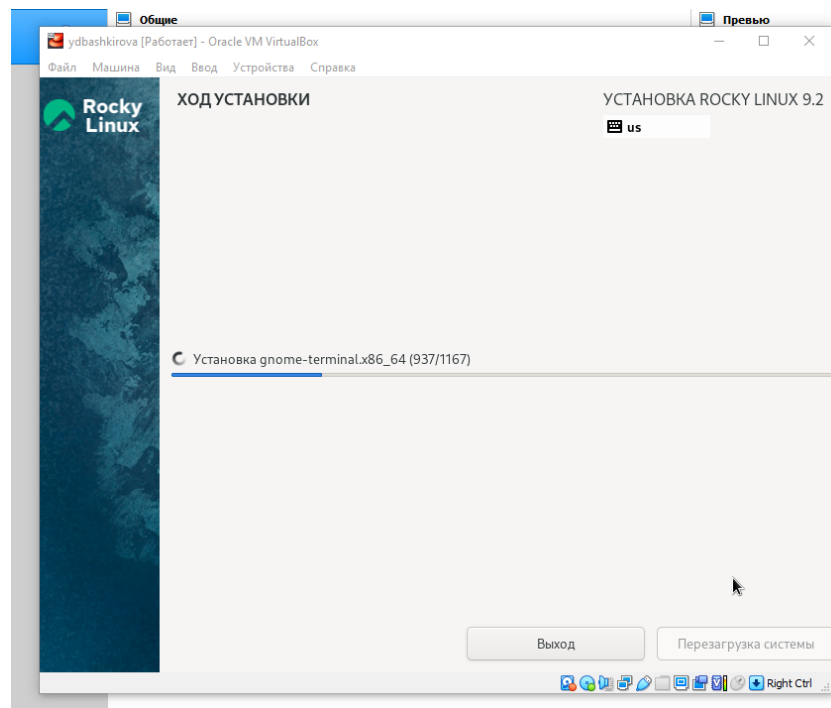 Общие
Превью
ydbashkirova [Работает] - Oracle VM VirtualBox
Файл Машина Вид Ввод Устройства Справка
Rocky
Linux
ХОД УСТАНОВКИ
УСТАНОВКА ROCKY LINUX 9.2
us
Установка gnome-terminal.x86_64 (937/1167)
Выход
Перезагрузка системы
Right Ctrl